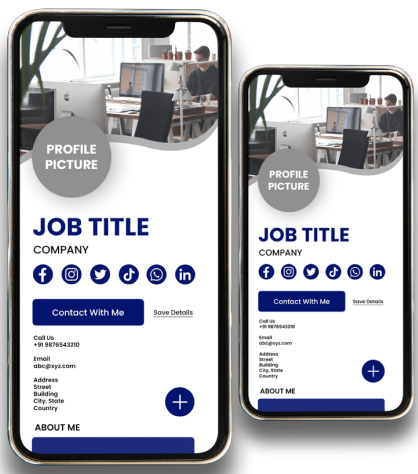 PROFILE
PICTURE
JOB TITLE
COMPANY
Contact With Me
Save Details
Call Us
+91 9876543210
Email
abc@xyz.com
Address
Street
Building
City, State
Country
ABOUT ME
PROFILE
PICTURE
JOB TITLE
COMPANY
Contact With Me
Save Details
Call Us
+91 9876543210
Email
abc@xyz.com
Address
Street
Building
City, State
Country
ABOUT ME